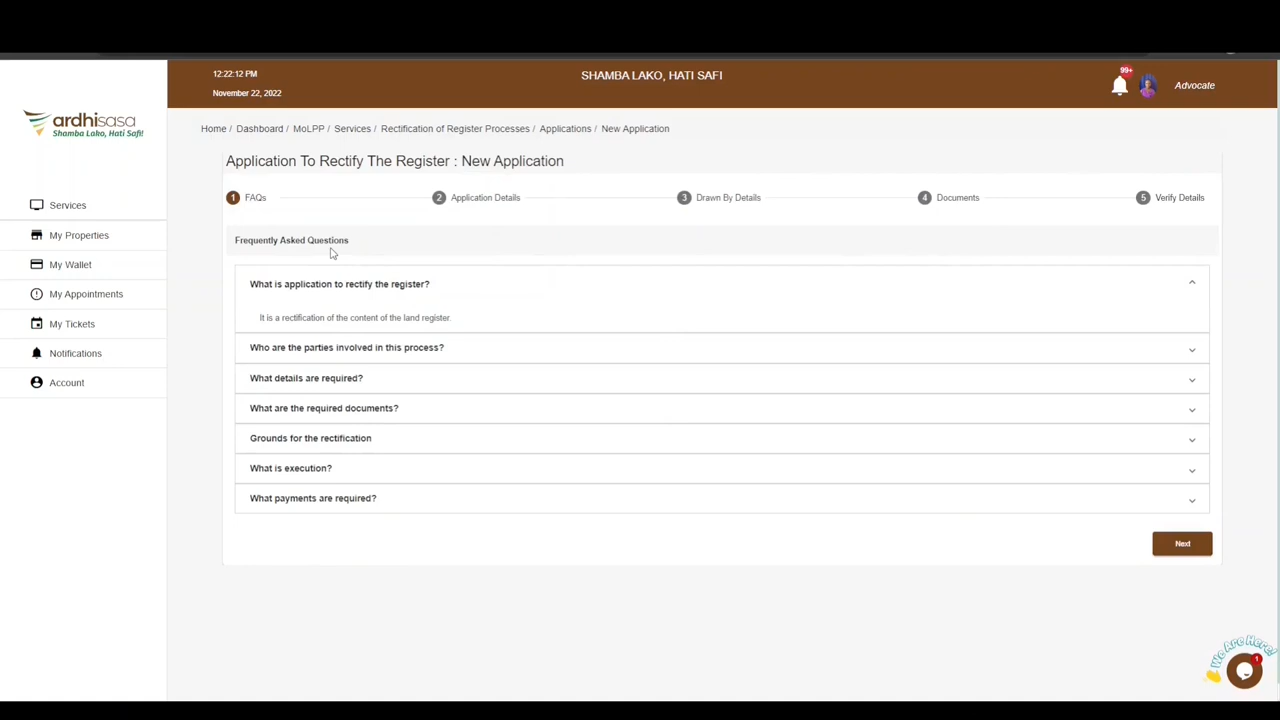 12:22:12 PM
November 22, 2022
SHAMBA LAKO, HATI SAFI
99+
Advocate
ardhisasa
Shamba Lako, Hati Safi!
Services
My Properties
My Wallet
My Appointments
My Tickets
Notifications
Account
Home / Dashboard / MoLPP / Services / Rectification of Register Processes / Applications / New Application
Application To Rectify The Register : New Application
1 FAQs 2 Application Details 3 Drawn By Details 4 Documents 5 Verify Details
Frequently Asked Questions
What is application to rectify the register?
It is a rectification of the content of the land register.
Who are the parties involved in this process?
What details are required?
What are the required documents?
Grounds for the rectification
What is execution?
What payments are required?
Next
We Are Here!
1